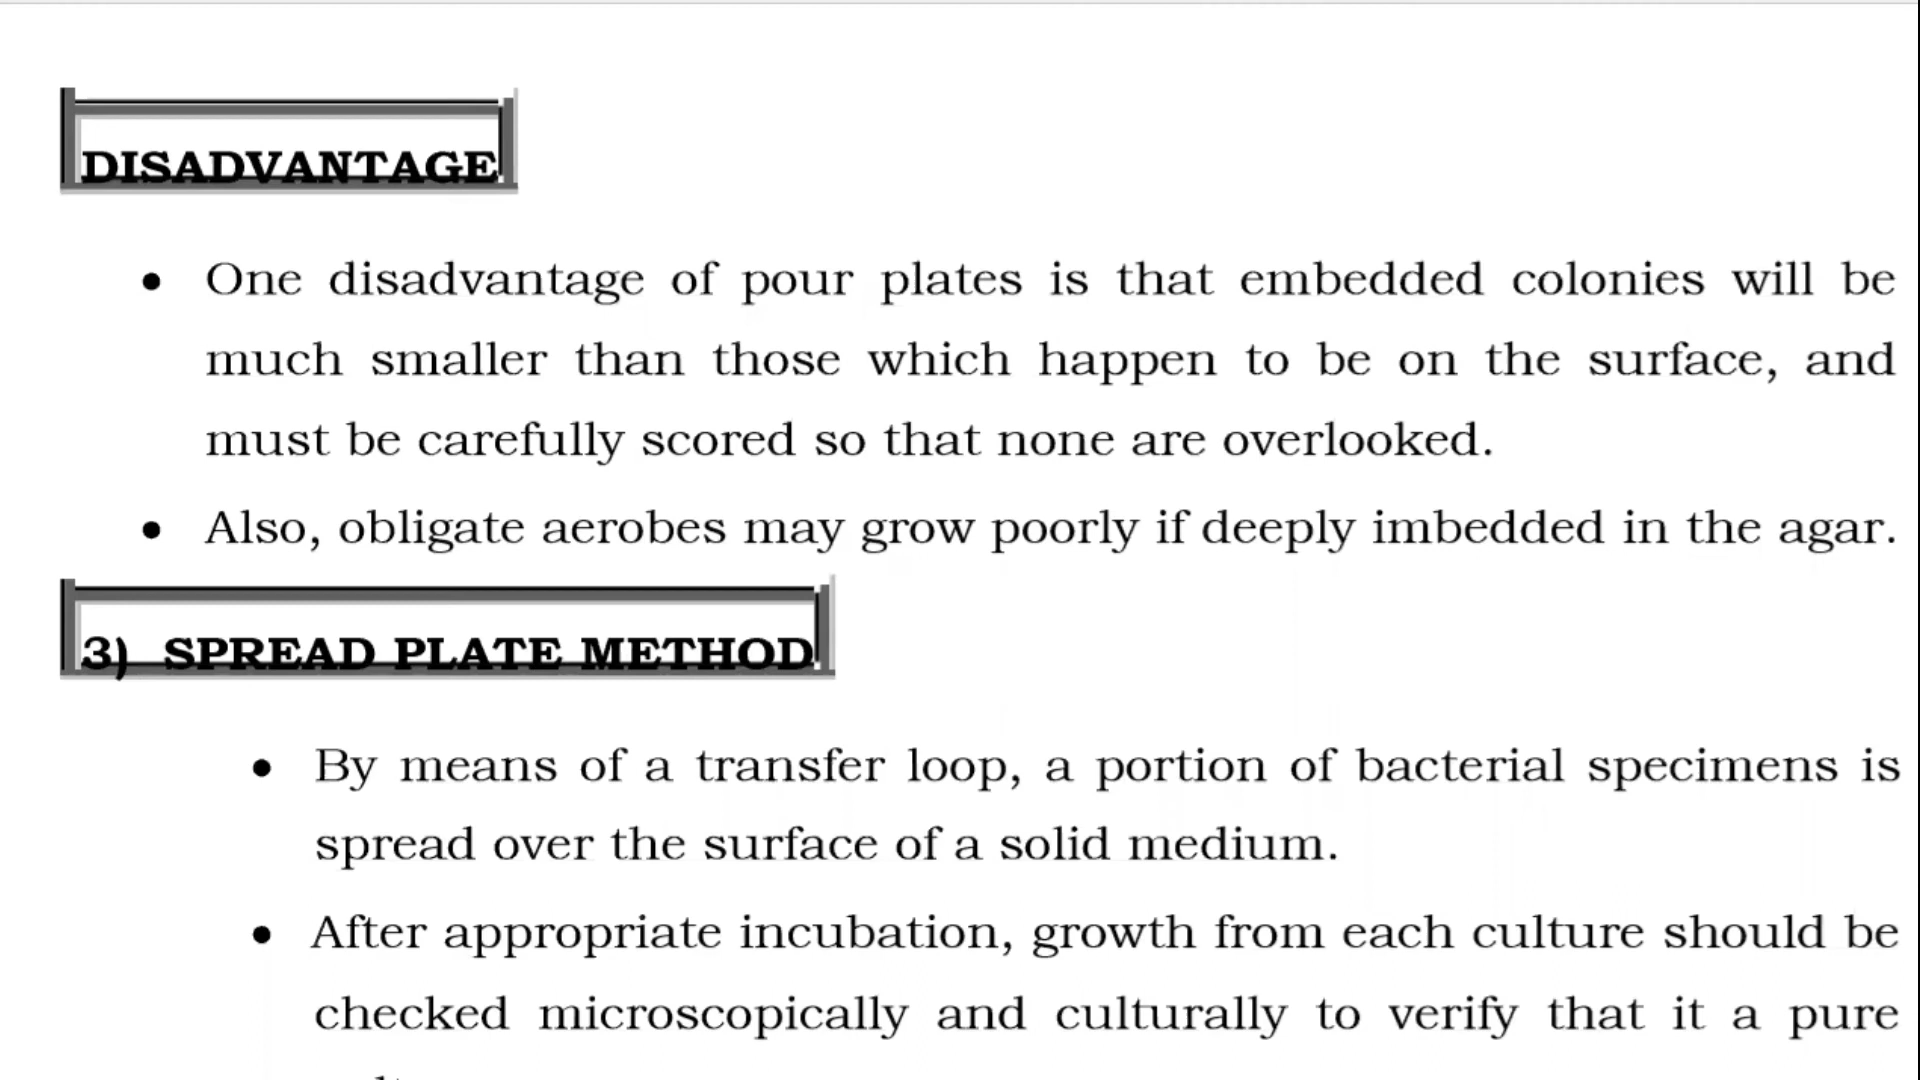 DISADVANTAGE
• One disadvantage of pour plates is that embedded colonies will be
much smaller than those which happen to be on the surface, and
must be carefully scored so that none are overlooked.
• Also, obligate aerobes may grow poorly if deeply imbedded in the agar.
3) SPREAD PLATE METHOD
• By means of a transfer loop, a portion of bacterial specimens is
spread over the surface of a solid medium.
• After appropriate incubation, growth from each culture should be
checked microscopically and culturally to verify that it a pure